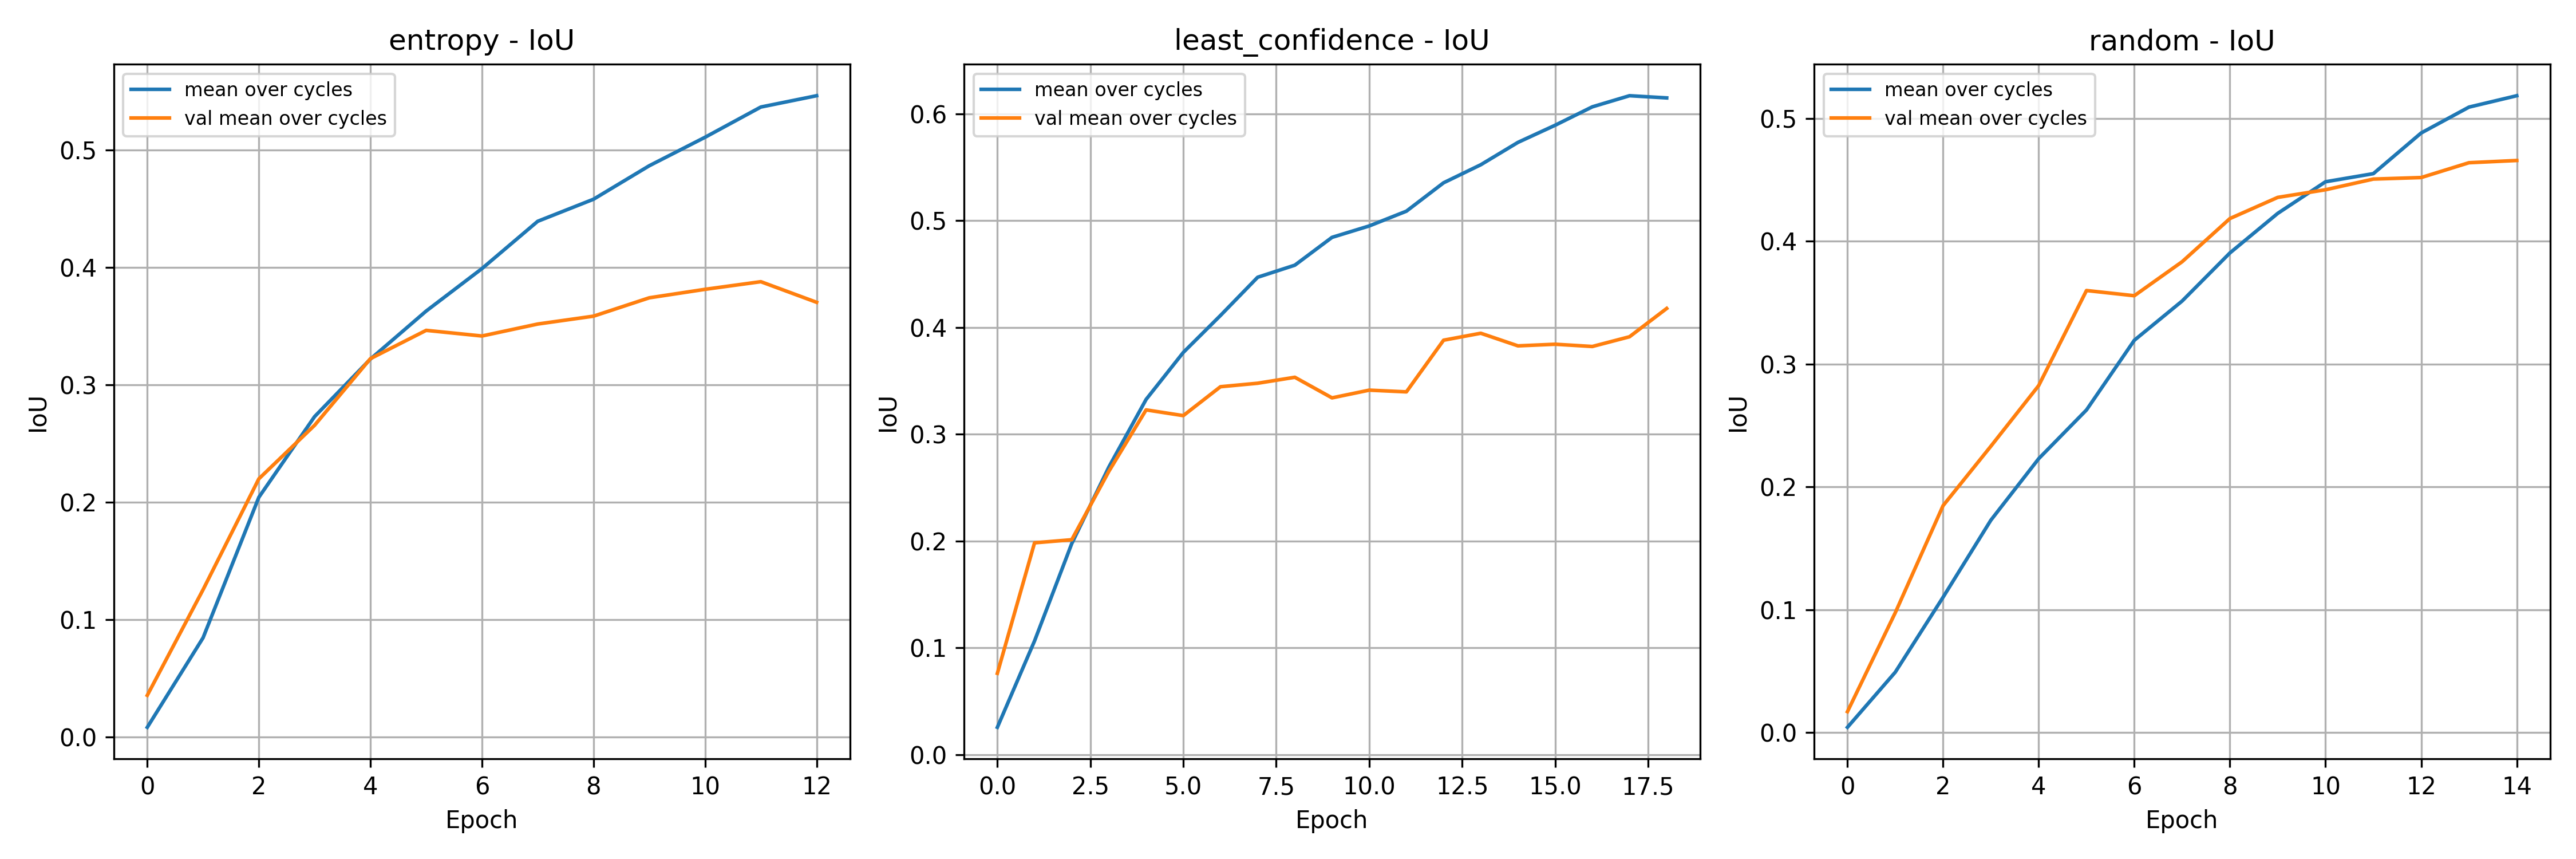 entropy - IoU
mean over cycles
val mean over cycles
0.5
0.4
0.3
0.2
0.1
0.0
IoU
0 2 4 6 8 10 12
Epoch
least_confidence - IoU
mean over cycles
val mean over cycles
0.6
0.5
0.4
0.3
0.2
0.1
0.0
IoU
0.0 2.5 5.0 7.5 10.0 12.5 15.0 17.5
Epoch
random - IoU
mean over cycles
val mean over cycles
0.5
0.4
0.3
0.2
0.1
0.0
IoU
0 2 4 6 8 10 12 14
Epoch